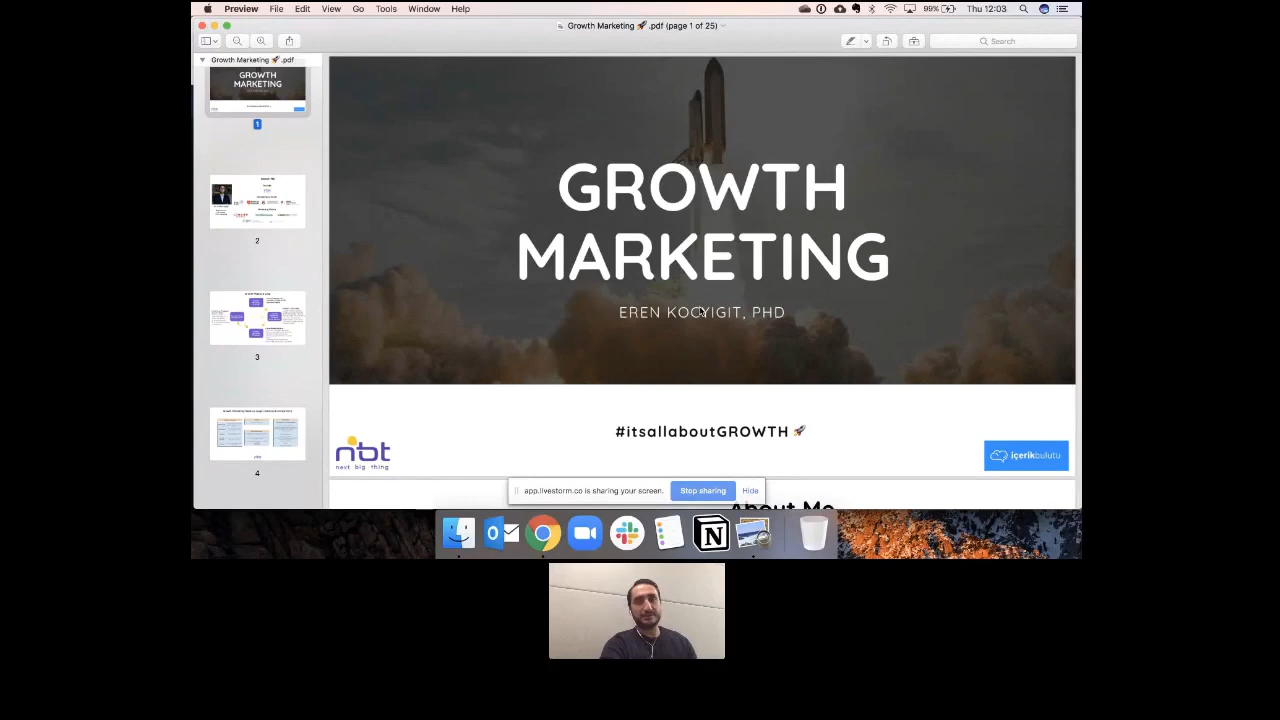 Preview File Edit View Go Tools Window Help 99% Thu 12:03
Growth Marketing 🚀.pdf (page 1 of 25)
Search
Growth Marketing 🚀.pdf
GROWTH
MARKETING
1
2
3
4
GROWTH
MARKETING
EREN KOCYIGIT, PHD
#itsallaboutGROWTH 🚀
nbt
next big thing
içerikbulutu
app.livestorm.co is sharing your screen. Stop sharing Hide
About Me